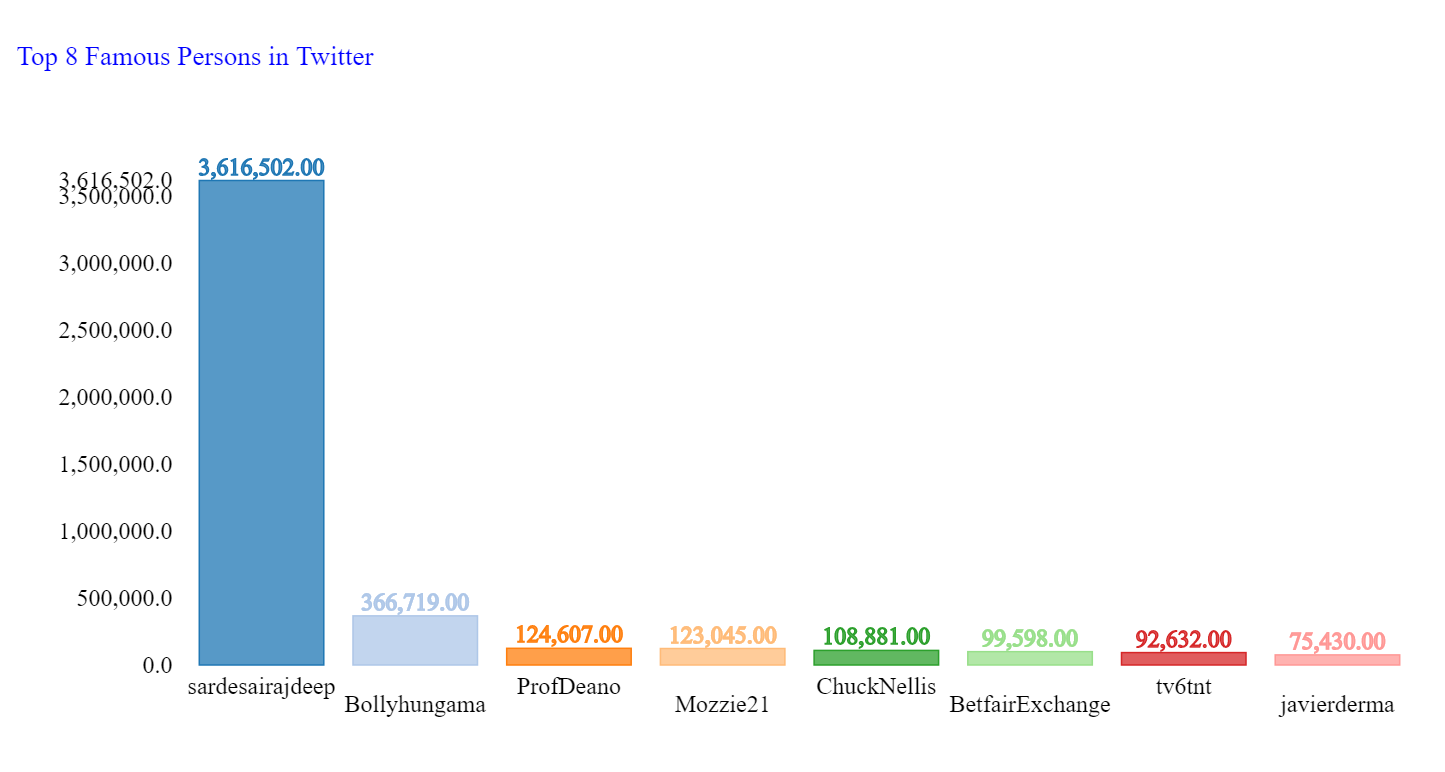 Top 8 Famous Persons in Twitter
3,616,502.00
3,616,502.0
3,500,000.0
3,000,000.0
2,500,000.0
2,000,000.0
1,500,000.0
1,000,000.0
500,000.0
0.0
366,719.00
124,607.00
123,045.00
108,881.00
99,598.00
92,632.00
75,430.00
sardesairajdeep
Bollyhungama
ProfDeano
Mozzie21
ChuckNellis
BetfairExchange
tv6tnt
javierderma